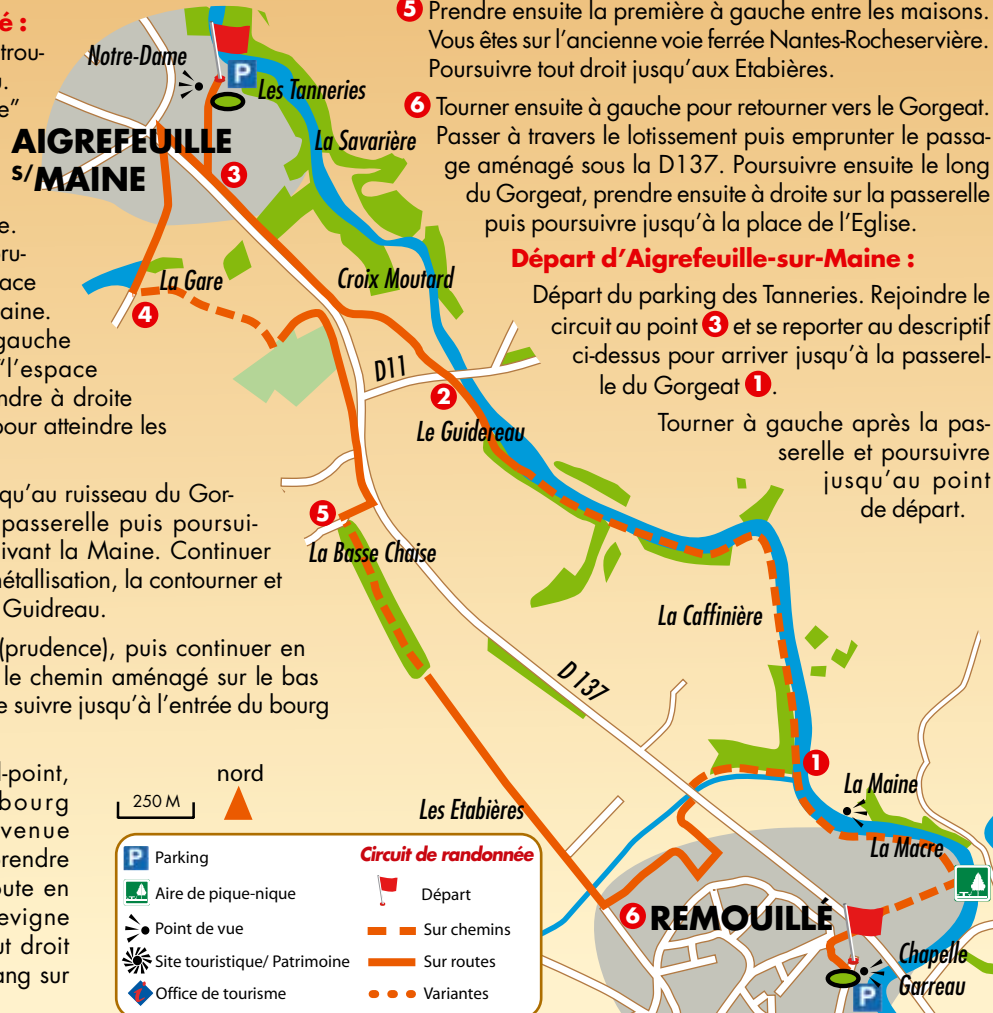 é :
trou-
u.
e"
e.
ru-
ace
aine.
gauche
"l'espace
ndre à droite
pour atteindre les
qu'au ruisseau du Gor-
passerelle puis poursui-
ivant la Maine. Continuer
nétallisation, la contourner et
Guidreau.
(prudence), puis continuer en
le chemin aménagé sur le bas
e suivre jusqu'à l'entrée du bourg
l-point,
bourg
venue
orendre
oute en
evigne
ut droit
ang sur
5 Prendre ensuite la première à gauche entre les maisons.
Vous êtes sur l'ancienne voie ferrée Nantes-Rocheservière.
Poursuivre tout droit jusqu'aux Etabières.
6 Tourner ensuite à gauche pour retourner vers le Gorgeat.
Passer à travers le lotissement puis emprunter le passa-
ge aménagé sous la D137. Poursuivre ensuite le long
du Gorgeat, prendre ensuite à droite sur la passerelle
puis poursuivre jusqu'à la place de l'Eglise.
Départ d'Aigrefeuille-sur-Maine :
Départ du parking des Tanneries. Rejoindre le
circuit au point 3 et se reporter au descriptif
ci-dessus pour arriver jusqu'à la passerel-
le du Gorgeat 1.
Tourner à gauche après la pas-
serelle et poursuivre
jusqu'au point
de départ.
Notre-Dame
P
Les Tanneries
La Savarière
AIGREFEUILLE
S/MAINE
3
La Gare
4
Croix Moutard
D11
2
Le Guidereau
5
La Basse Chaise
La Caffinière
D 137
1
La Maine
La Macre
Les Etabières
6
REMOUILLÉ
Chapelle
Garreau
P
250 M
nord
P Parking
Aire de pique-nique
Point de vue
Site touristique/ Patrimoine
i Office de tourisme
Circuit de randonnée
Départ
Sur chemins
Sur routes
Variantes